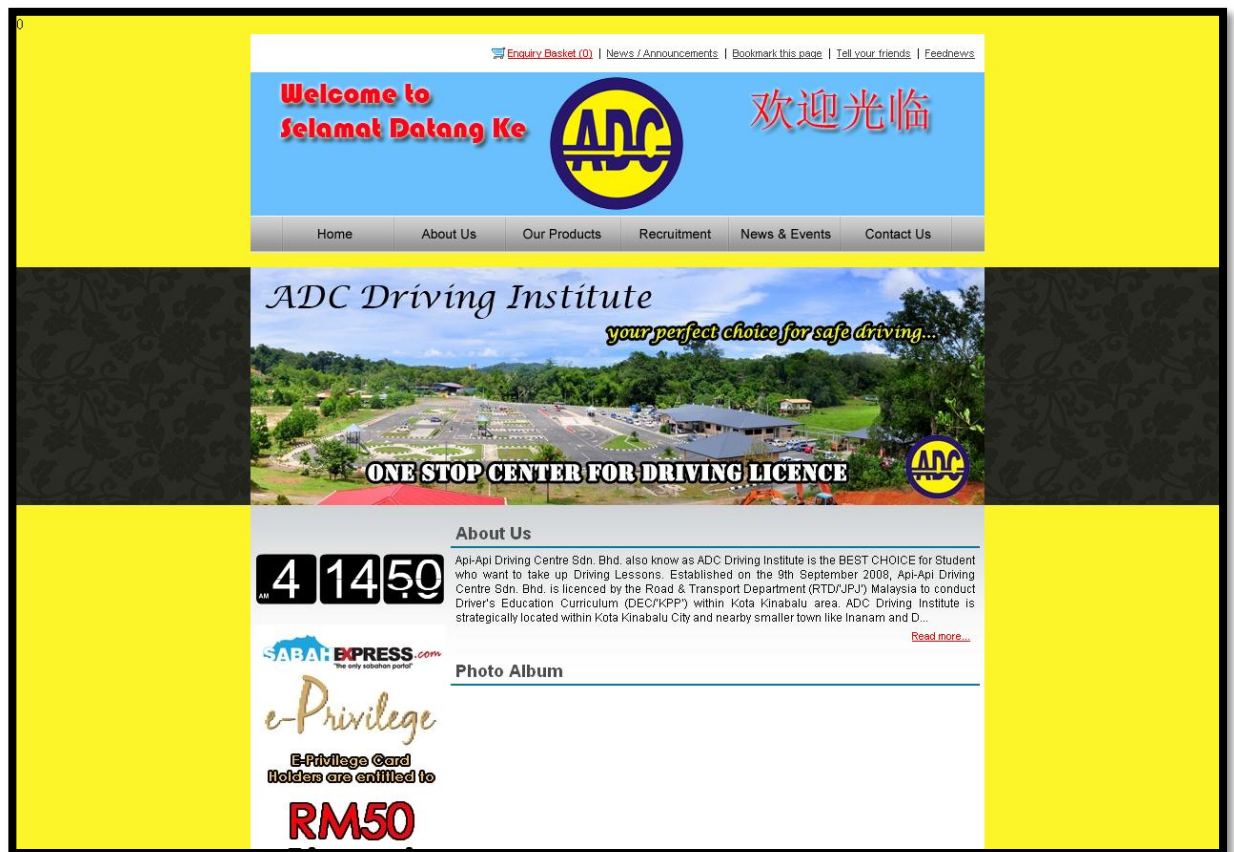 0
Enquiry Basket (0) | News / Announcements | Bookmark this page | Tell your friends | Feednews
Welcome to
Selamat Datang Ke
ADC
欢迎光临
Home About Us Our Products Recruitment News & Events Contact Us
ADC Driving Institute
your perfect choice for safe driving...
ONE STOP CENTER FOR DRIVING LICENCE
ADC
About Us
Api-Api Driving Centre Sdn. Bhd. also know as ADC Driving Institute is the BEST CHOICE for Student
who want to take up Driving Lessons. Established on the 9th September 2008, Api-Api Driving
Centre Sdn. Bhd. is licenced by the Road & Transport Department (RTD/'JPJ') Malaysia to conduct
Driver's Education Curriculum (DEC/'KPP') within Kota Kinabalu area. ADC Driving Institute is
strategically located within Kota Kinabalu City and nearby smaller town like Inanam and D...
Read more...
AM 4 14 50
SABAH EXPRESS.com
"the only sabahan portal"
e-Privilege
E-Privilege Card
Holders are entitled to
RM50
Photo Album